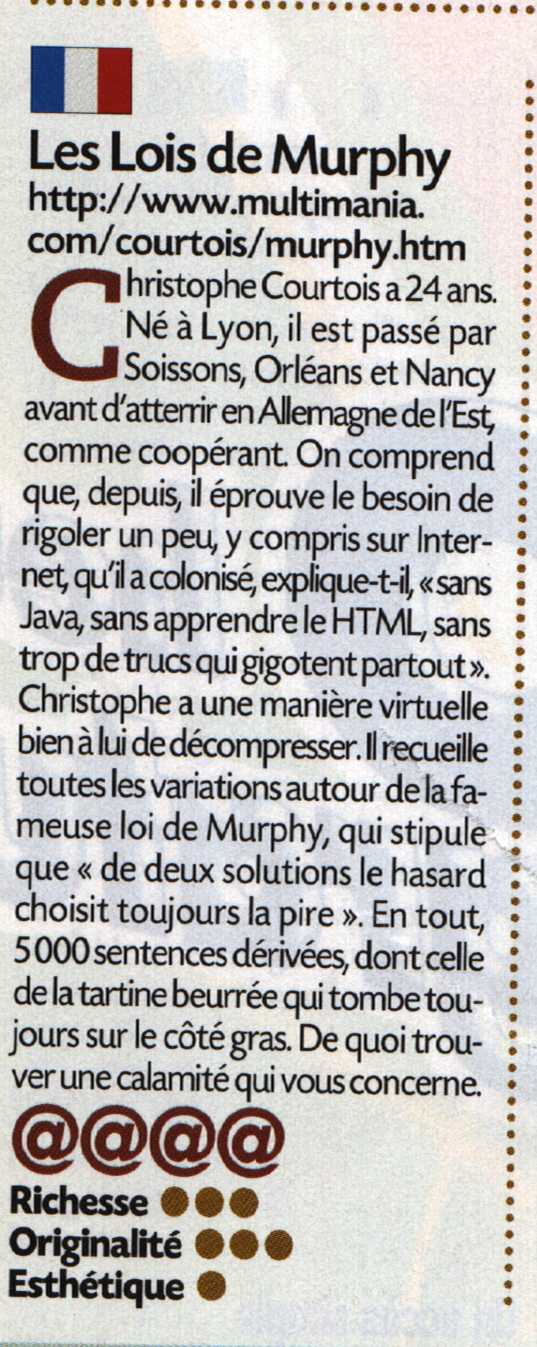 Les Lois de Murphy
http://www.multimania.
com/courtois/murphy.htm
Christophe Courtois a 24 ans.
Né à Lyon, il est passé par
Soissons, Orléans et Nancy
avant d'atterrir en Allemagne de l'Est,
comme coopérant. On comprend
que, depuis, il éprouve le besoin de
rigoler un peu, y compris sur Inter-
net, qu'il a colonisé, explique-t-il, «sans
Java, sans apprendre le HTML, sans
trop de trucs qui gigotent partout».
Christophe a une manière virtuelle
bien à lui de décompresser. Il recueille
toutes les variations autour de la fa-
meuse loi de Murphy, qui stipule
que « de deux solutions le hasard
choisit toujours la pire ». En tout,
5 000 sentences dérivées, dont celle
de la tartine beurrée qui tombe tou-
jours sur le côté gras. De quoi trou-
ver une calamité qui vous concerne.
@@@@
Richesse ●●●
Originalité ●●●
Esthétique ●